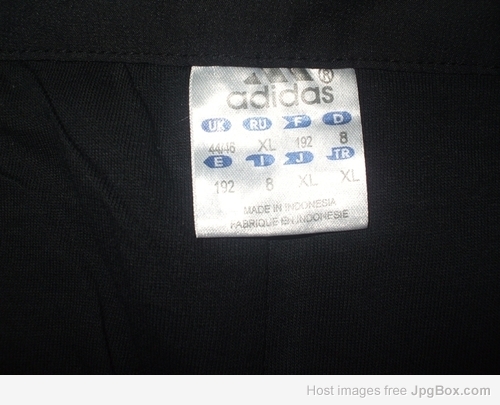 ®
adidas
UK RU F D
44/46 XL 192 8
E I J TR
192 8 XL XL
MADE IN INDONESIA
FABRIQUE EN INDONESIE
Host images free JpgBox.com